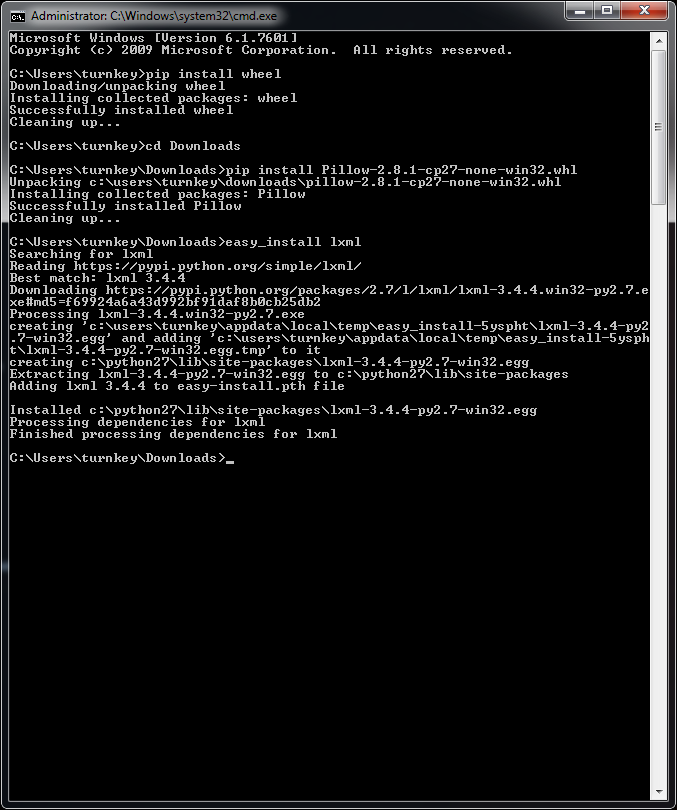 Administrator: C:\Windows\system32\cmd.exe
Microsoft Windows [Version 6.1.7601]
Copyright (c) 2009 Microsoft Corporation.  All rights reserved.
C:\Users\turnkey>pip install wheel
Downloading/unpacking wheel
Installing collected packages: wheel
Successfully installed wheel
Cleaning up...
C:\Users\turnkey>cd Downloads
C:\Users\turnkey\Downloads>pip install Pillow-2.8.1-cp27-none-win32.whl
Unpacking c:\users\turnkey\downloads\pillow-2.8.1-cp27-none-win32.whl
Installing collected packages: Pillow
Successfully installed Pillow
Cleaning up...
C:\Users\turnkey\Downloads>easy_install lxml
Searching for lxml
Reading https://pypi.python.org/simple/lxml/
Best match: lxml 3.4.4
Downloading https://pypi.python.org/packages/2.7/l/lxml/lxml-3.4.4.win32-py2.7.e
xe#md5=f69924a6a43d992bf91daf8b0cb25db2
Processing lxml-3.4.4.win32-py2.7.exe
creating 'c:\users\turnkey\appdata\local\temp\easy_install-5yspht\lxml-3.4.4-py2
.7-win32.egg' and adding 'c:\users\turnkey\appdata\local\temp\easy_install-5ysph
t\lxml-3.4.4-py2.7-win32.egg.tmp' to it
creating c:\python27\lib\site-packages\lxml-3.4.4-py2.7-win32.egg
Extracting lxml-3.4.4-py2.7-win32.egg to c:\python27\lib\site-packages
Adding lxml 3.4.4 to easy-install.pth file
Installed c:\python27\lib\site-packages\lxml-3.4.4-py2.7-win32.egg
Processing dependencies for lxml
Finished processing dependencies for lxml
C:\Users\turnkey\Downloads>_